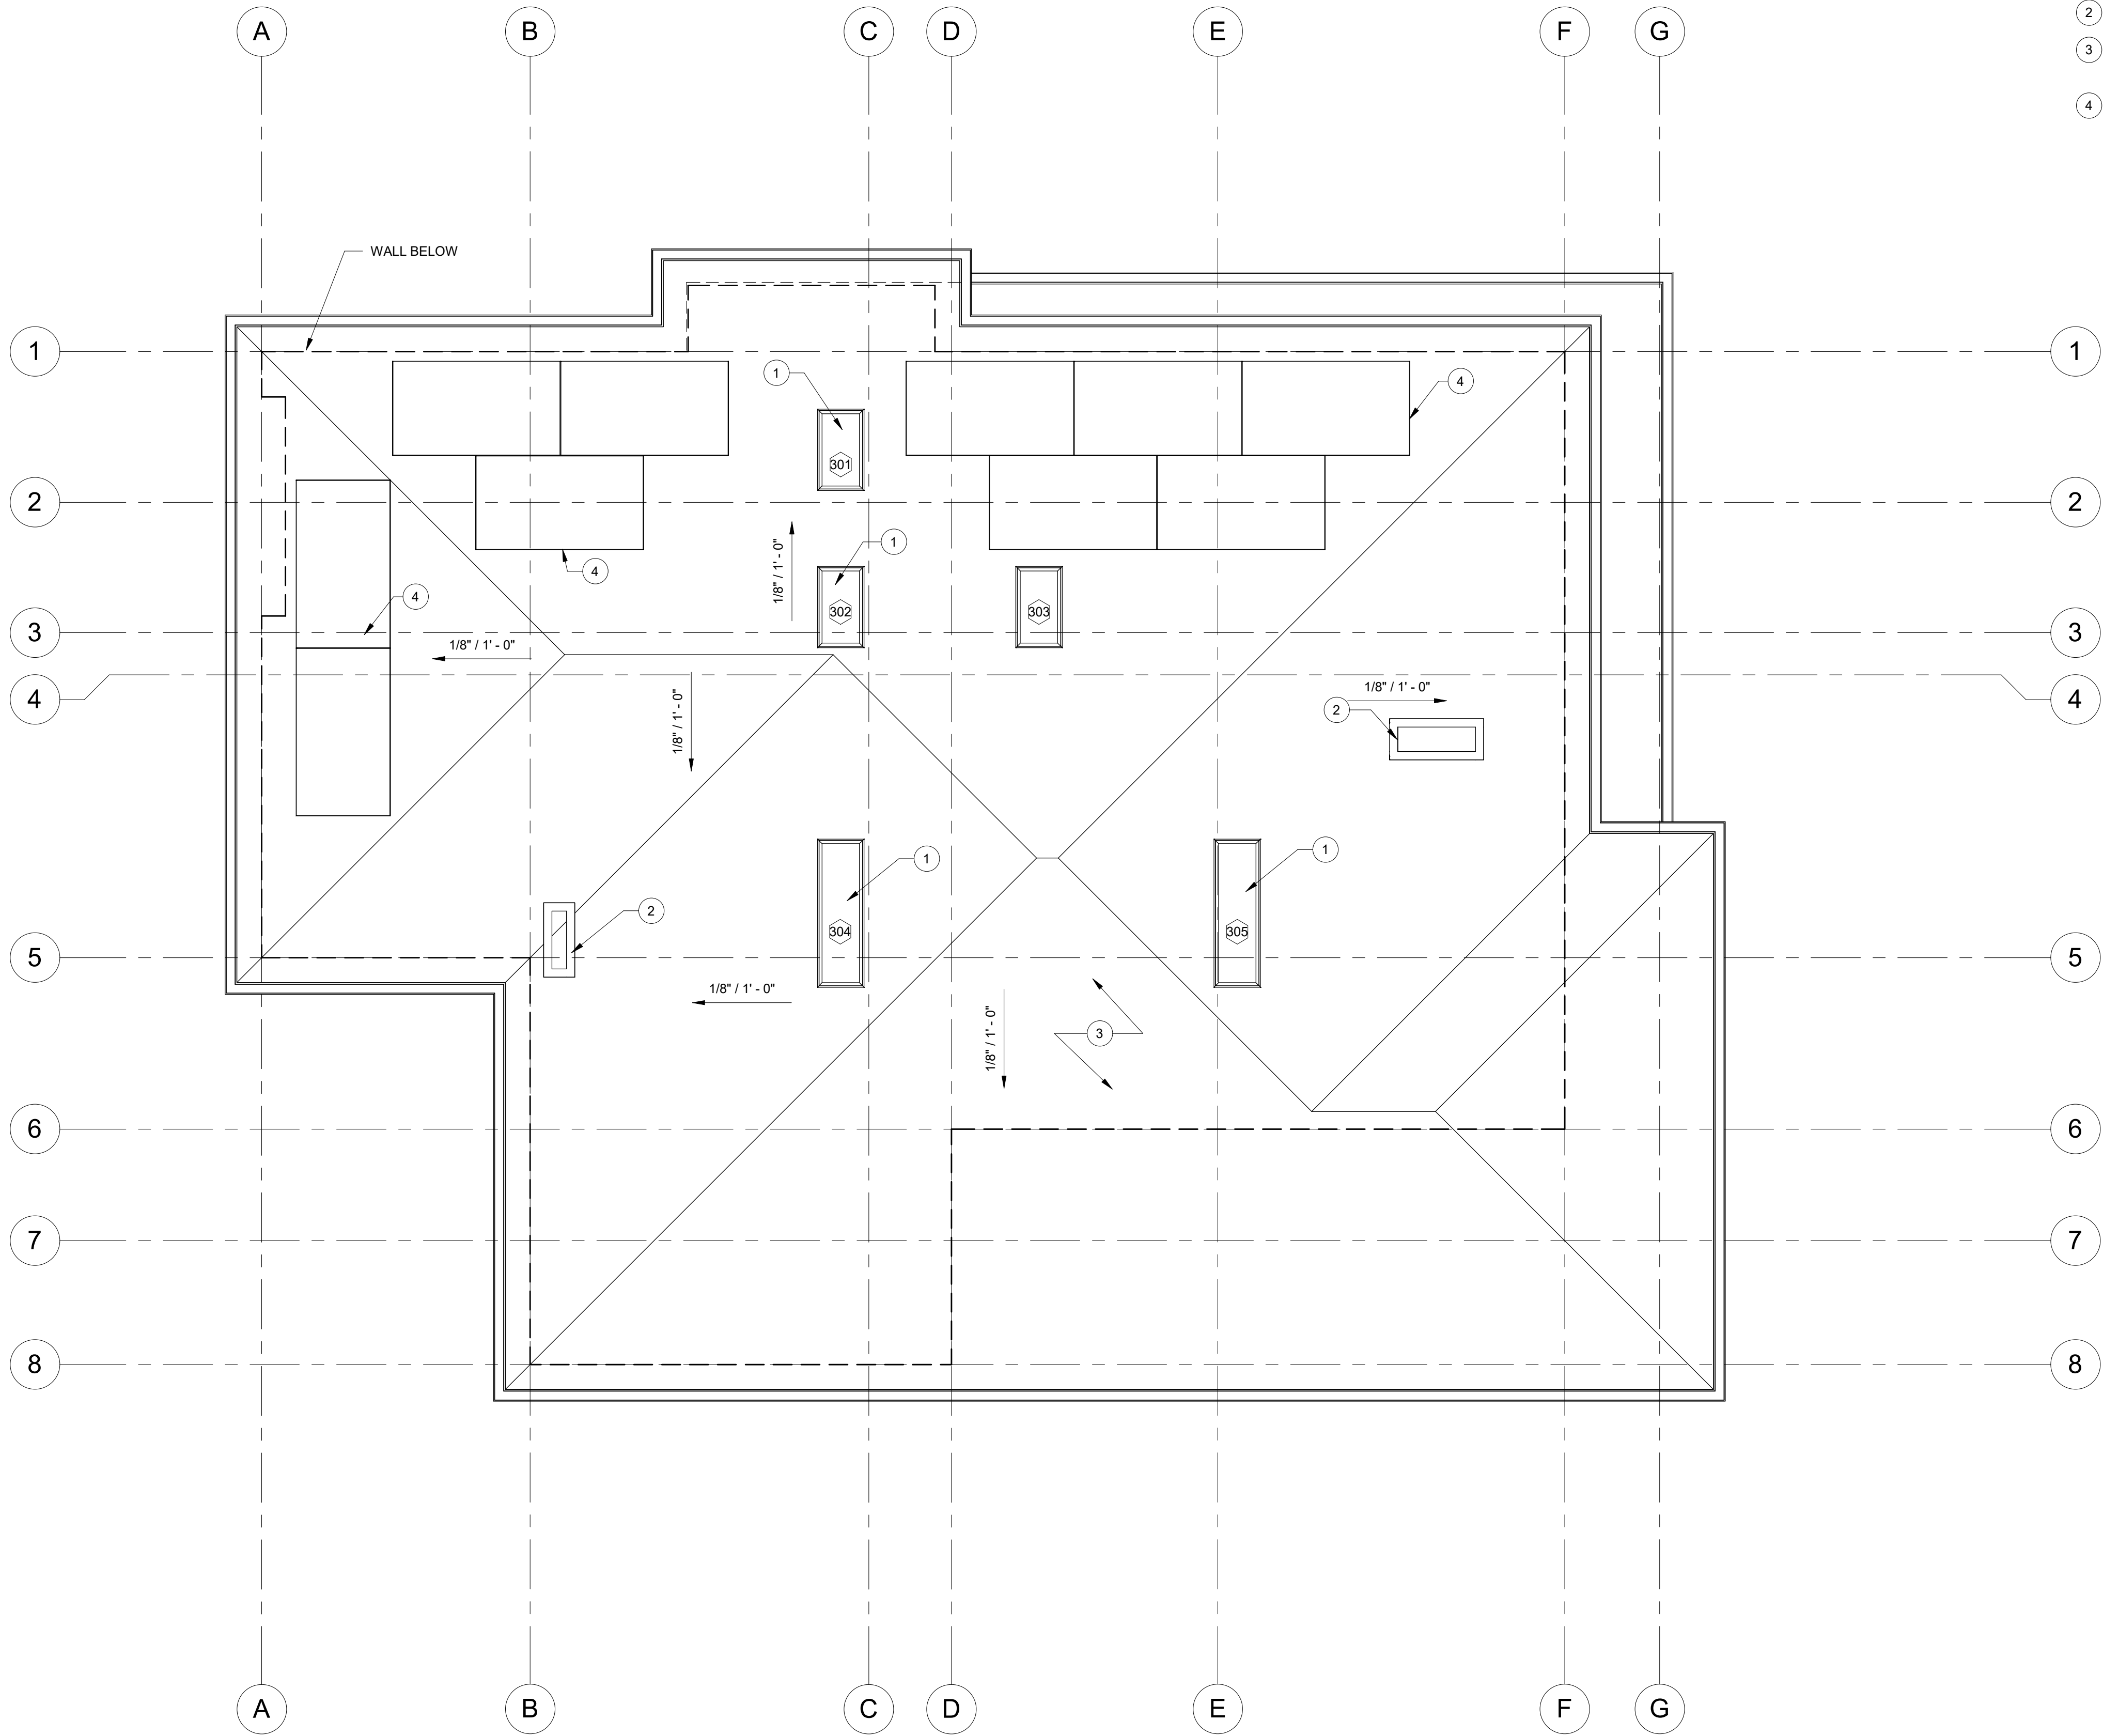 2
A B C D E F G
3
4
WALL BELOW
1 1
1 4
301
2 2
1/8" / 1' - 0" 1
4 4
302 303
3 3
1/8" / 1' - 0"
4 4
1/8" / 1' - 0" 1/8" / 1' - 0"
2
1 1
2
304 305
5 5
1/8" / 1' - 0"
1/8" / 1' - 0" 3
6 6
7 7
8 8
A B C D E F G